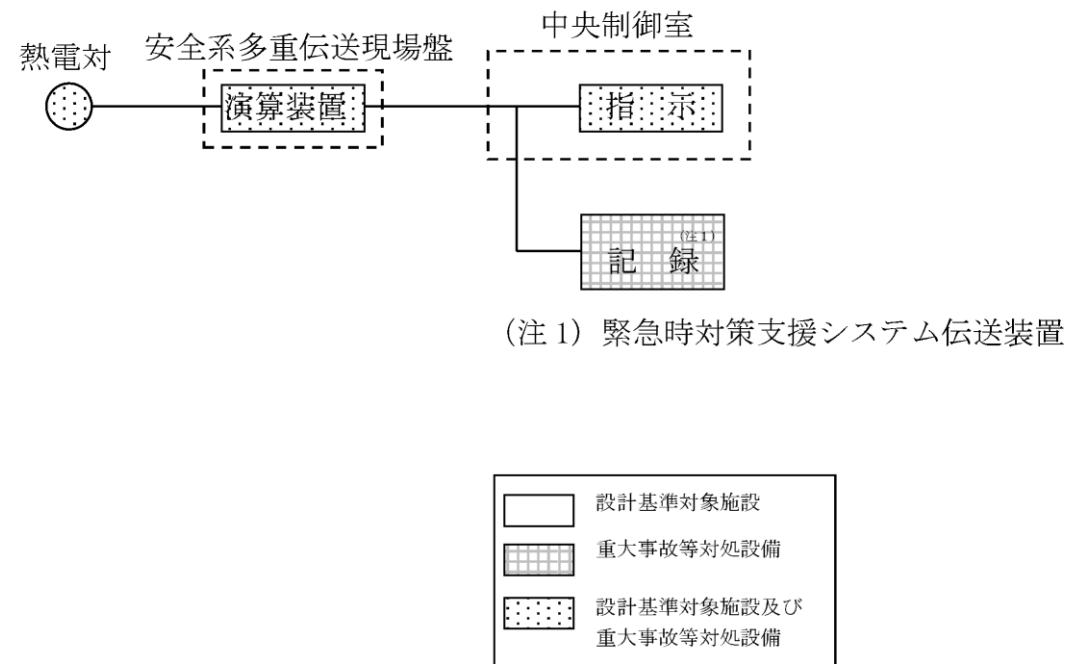 熱電対
安全系多重伝送現場盤
中央制御室
演算装置
指 示
(注1)
記 録
(注 1) 緊急時対策支援システム伝送装置
設計基準対象施設
重大事故等対処設備
設計基準対象施設及び
重大事故等対処設備